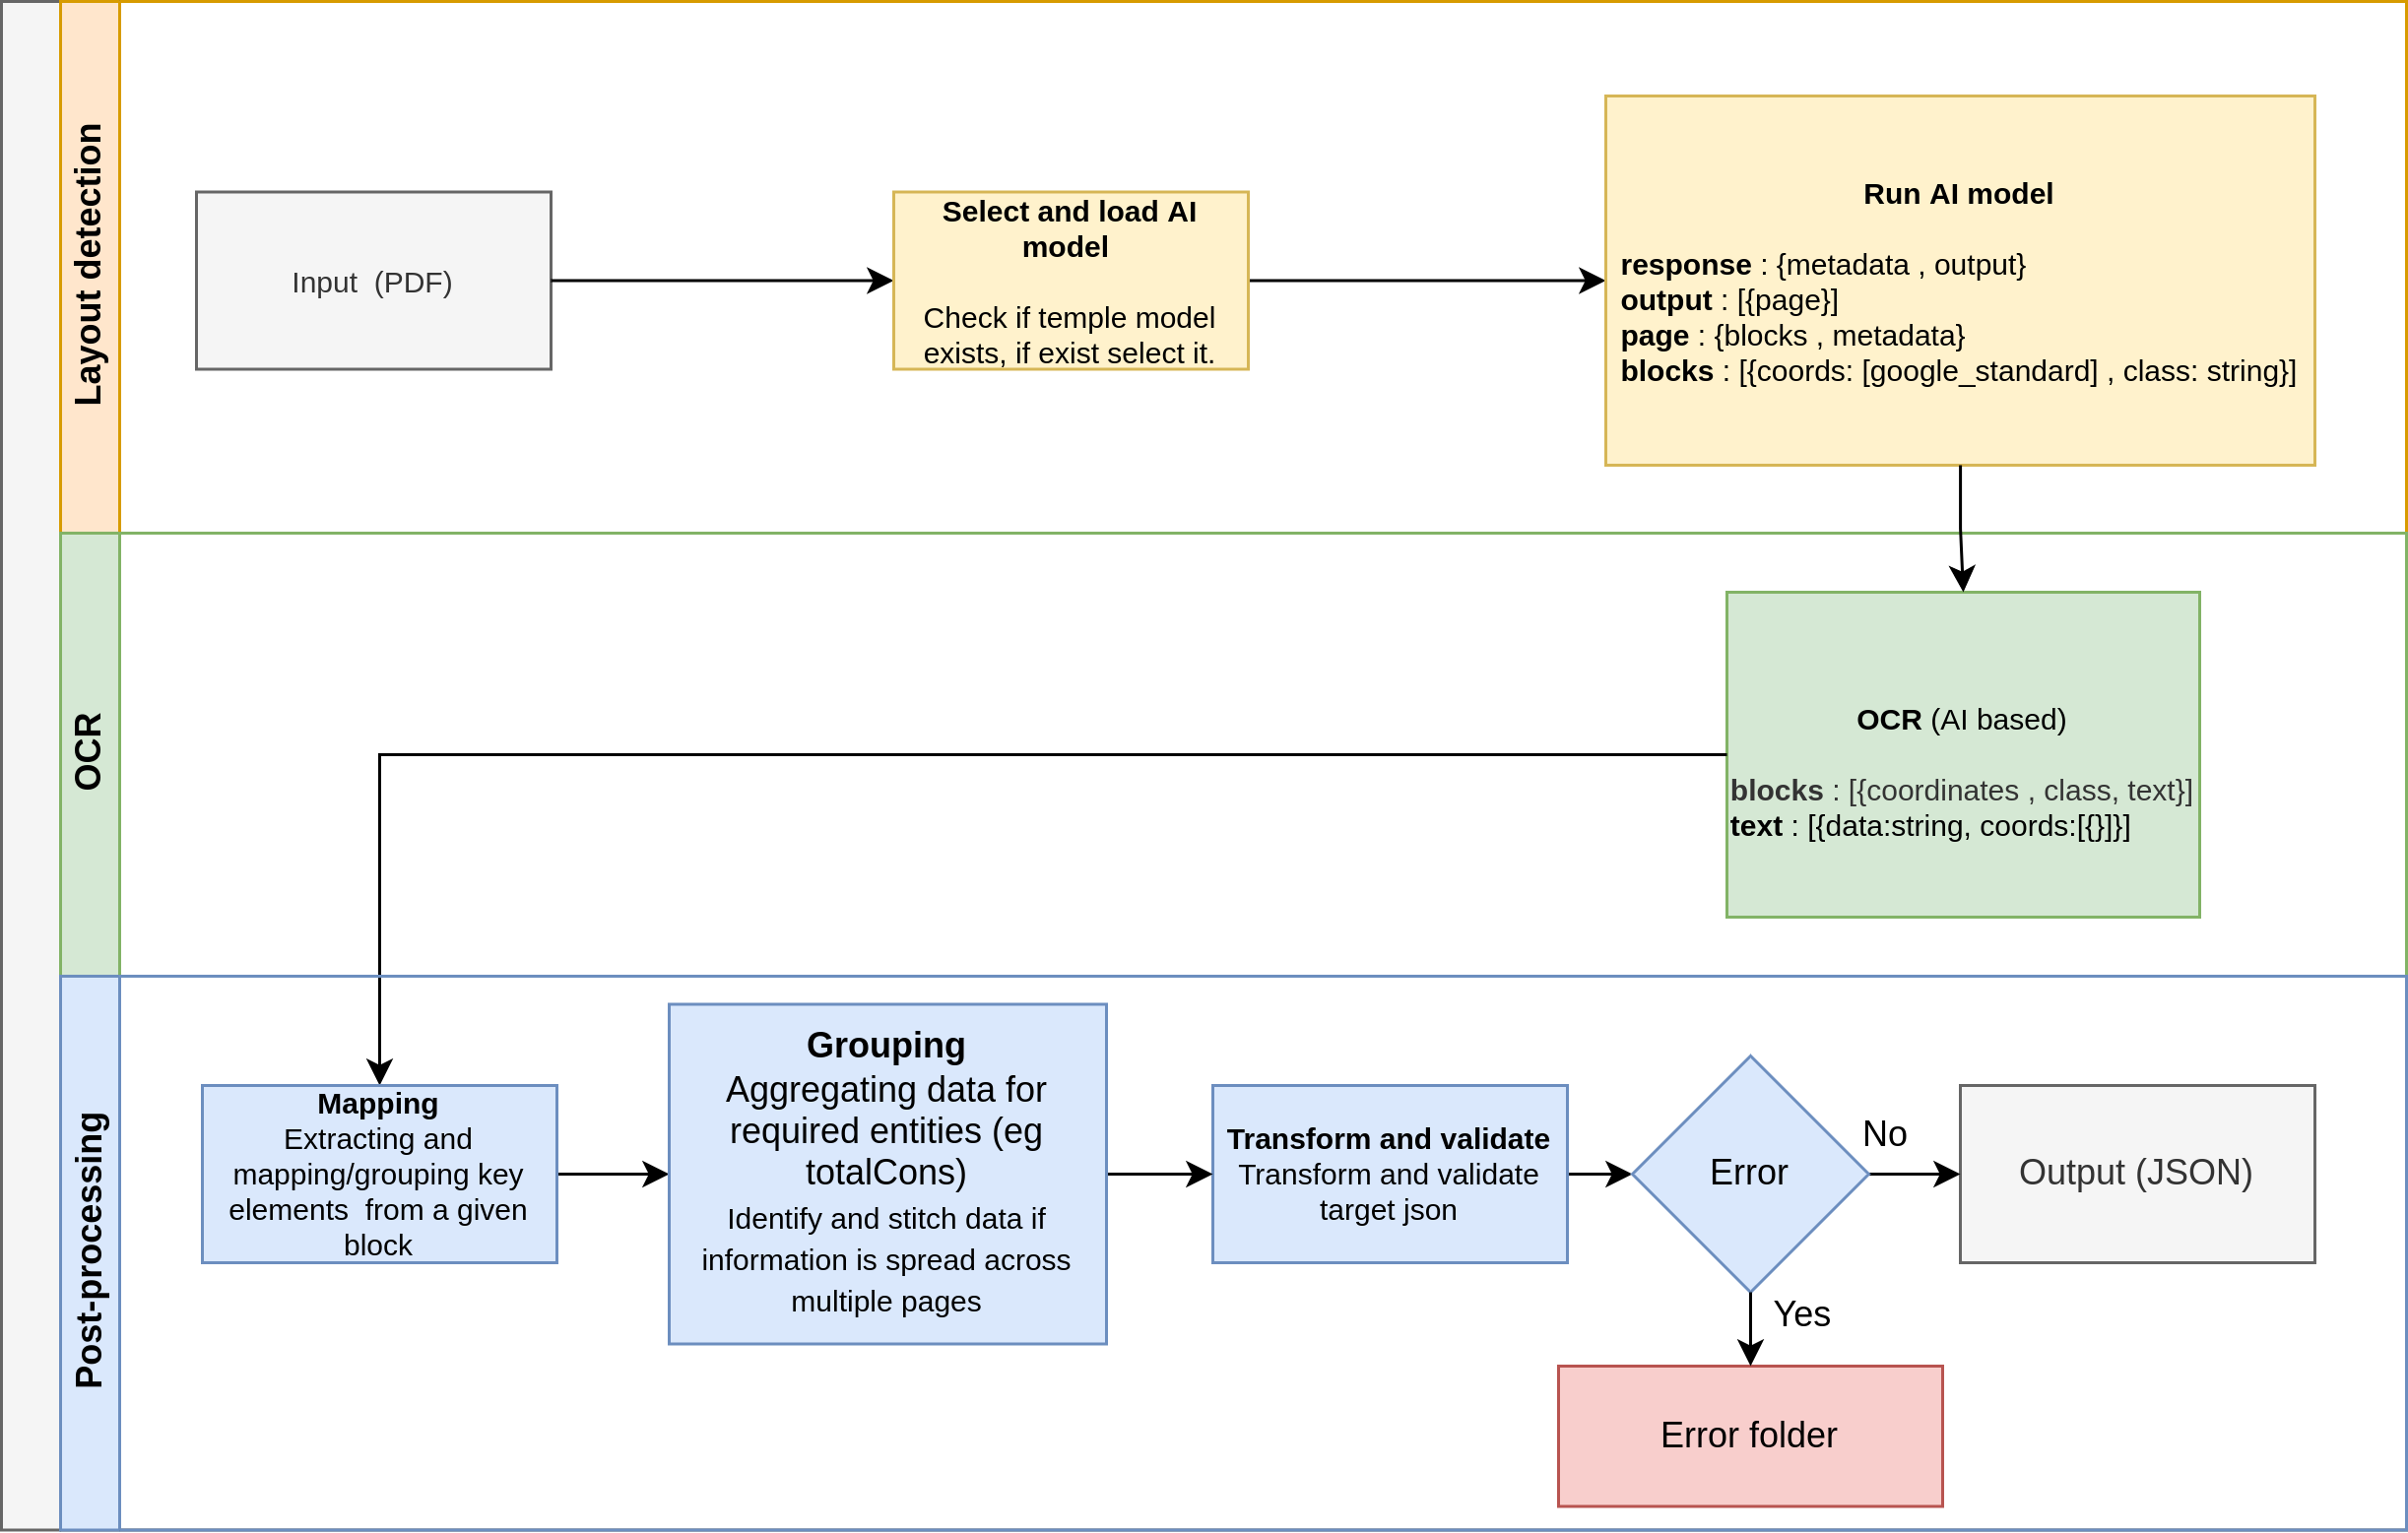 Layout detection
Input  (PDF)
Select and load AI
model
Check if temple model
exists, if exist select it.
Run AI model
response : {metadata , output}
output : [{page}]
page : {blocks , metadata}
blocks : [{coords: [google_standard] , class: string}]
OCR
OCR (AI based)
blocks : [{coordinates , class, text}]
text : [{data:string, coords:[{}]}]
Post-processing
Mapping
Extracting and
mapping/grouping key
elements  from a given
block
Grouping
Aggregating data for
required entities (eg
totalCons)
Identify and stitch data if
information is spread across
multiple pages
Transform and validate
Transform and validate
target json
Error
No
Output (JSON)
Yes
Error folder